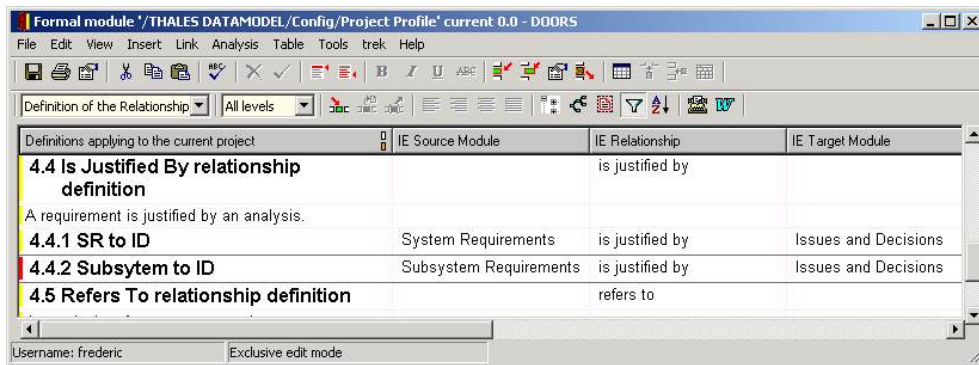 Formal module '/THALES DATAMODEL/Config/Project Profile' current 0.0 - DOORS
File Edit View Insert Link Analysis Table Tools trek Help
Definition of the Relationship All levels
Definitions applying to the current project IE Source Module IE Relationship IE Target Module
4.4 Is Justified By relationship is justified by
definition
A requirement is justified by an analysis.
4.4.1 SR to ID System Requirements is justified by Issues and Decisions
4.4.2 Subsytem to ID Subsystem Requirements is justified by Issues and Decisions
4.5 Refers To relationship definition refers to
Username: frederic Exclusive edit mode